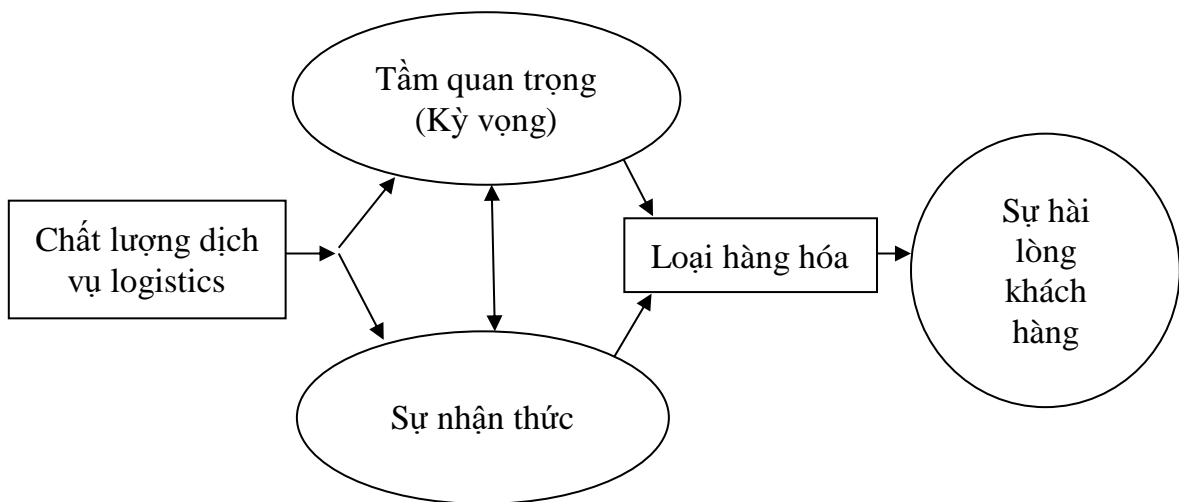 Tầm quan trọng
(Kỳ vọng)
Chất lượng dịch
vụ logistics
Loại hàng hóa
Sự hài
lòng
khách
hàng
Sự nhận thức